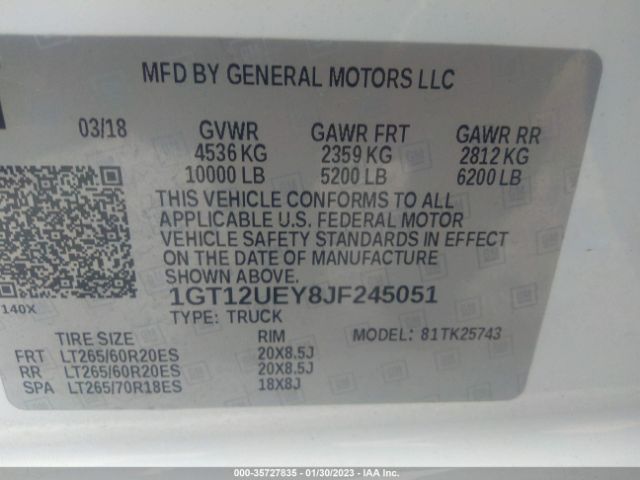 MFD BY GENERAL MOTORS LLC
03/18 GVWR GAWR FRT GAWR RR
4536 KG 2359 KG 2812 KG
10000 LB 5200 LB 6200 LB
THIS VEHICLE CONFORMS TO ALL
APPLICABLE U.S. FEDERAL MOTOR
VEHICLE SAFETY STANDARDS IN EFFECT
ON THE DATE OF MANUFACTURE
SHOWN ABOVE.
1GT12UEY8JF245051
140X
TYPE: TRUCK MODEL: 81TK25743
TIRE SIZE RIM
FRT LT265/60R20ES 20X8.5J
RR LT265/60R20ES 20X8.5J
SPA LT265/70R18ES 18X8J
000-35727835 - 01/30/2023 - IAA Inc.